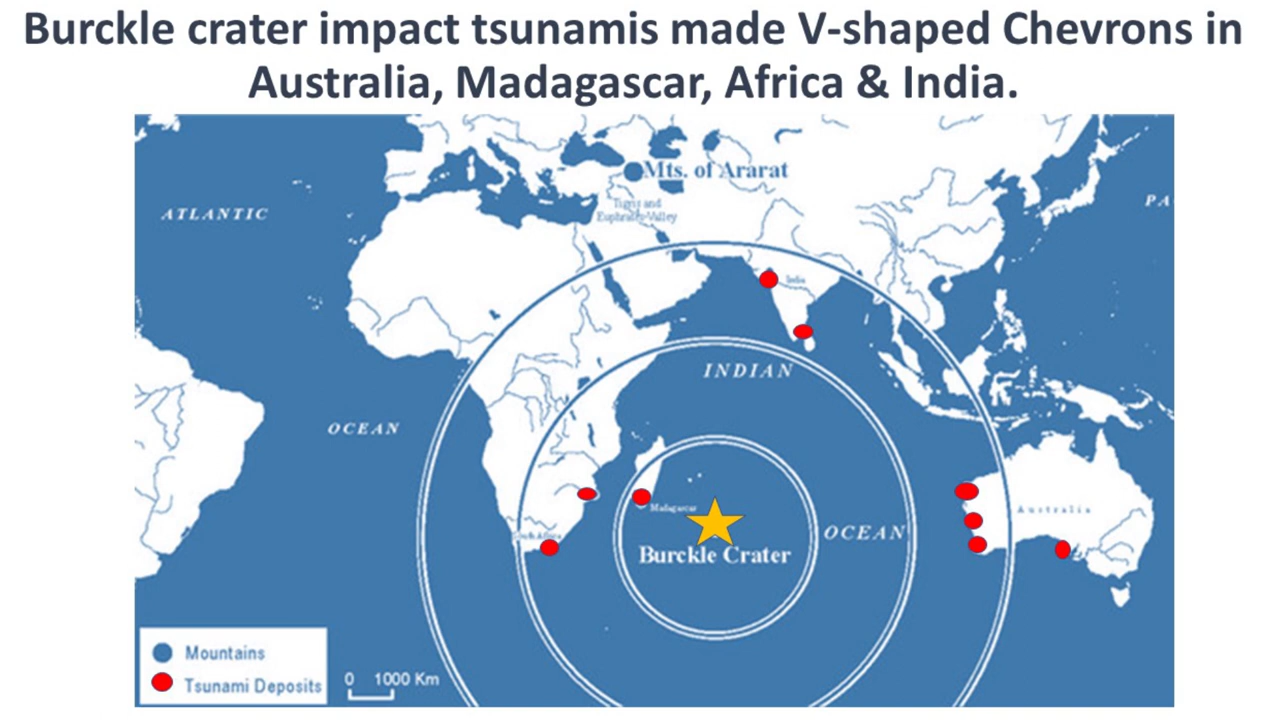 Burckle crater impact tsunamis made V-shaped Chevrons in
Australia, Madagascar, Africa & India.
Mts. of Ararat
ATLANTIC
PA
Tigris and
Euphrates-Valley
India
INDIAN
OCEAN
Madagascar
Australia
South Africa
OCEAN
Burckle Crater
Mountains
Tsunami Deposits
0 1000 Km